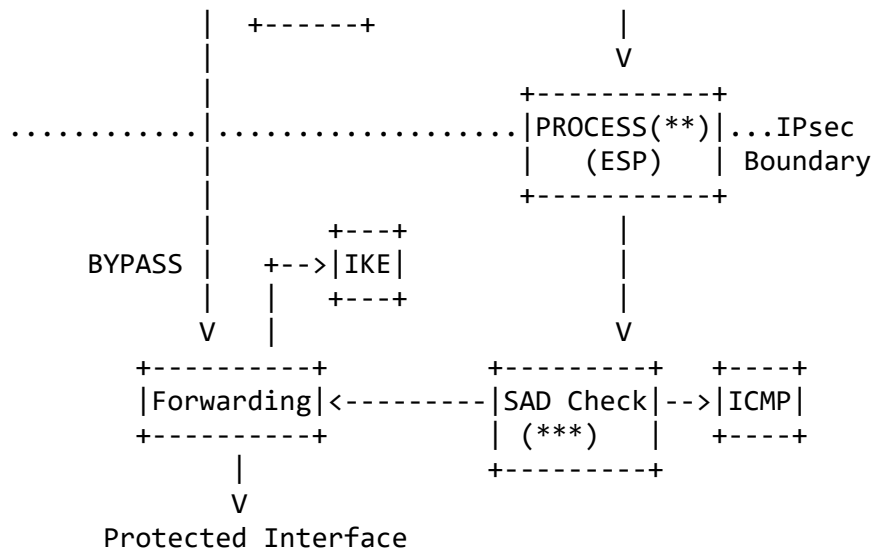 PROCESS(**) ...IPsec
(ESP) Boundary
BYPASS +-->|IKE|
Forwarding|<---------|SAD Check|-->|ICMP
(***)
V
Protected Interface